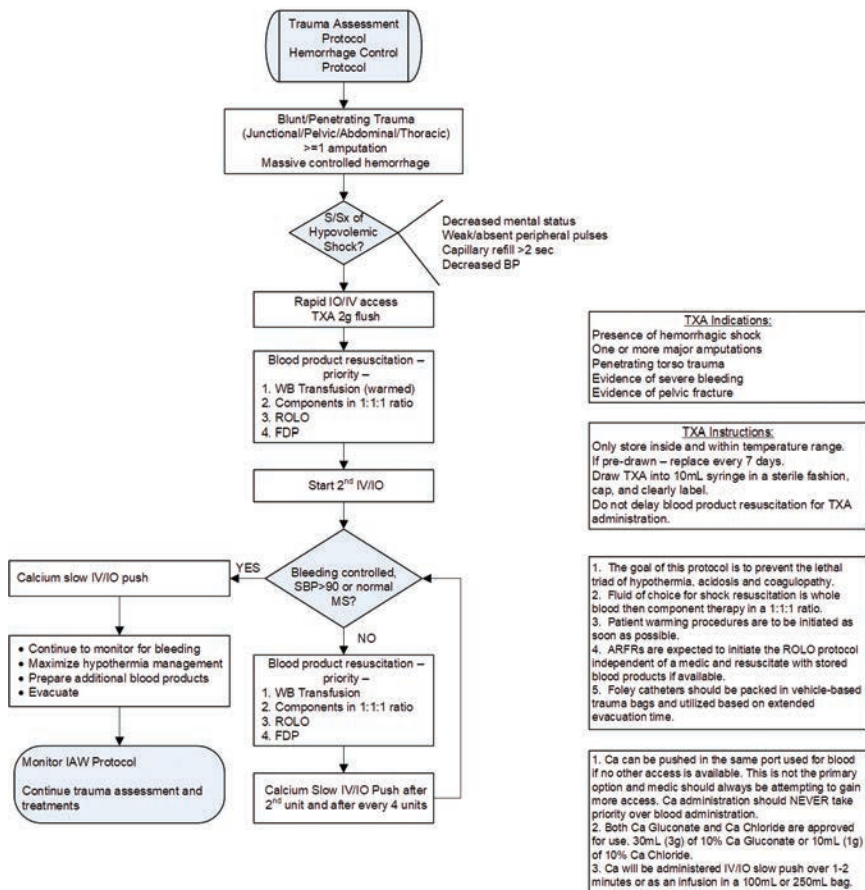 Trauma Assessment
Protocol
Hemorrhage Control
Protocol
Blunt/Penetrating Trauma
(Junctional/Pelvic/Abdominal/Thoracic)
>=1 amputation
Massive controlled hemorrhage
S/Sx of
Hypovolemic
Shock?
Decreased mental status
Weak/absent peripheral pulses
Capillary refill >2 sec
Decreased BP
Rapid IO/IV access
TXA 2g flush
Blood product resuscitation –
priority –
1. WB Transfusion (warmed)
2. Components in 1:1:1 ratio
3. ROLO
4. FDP
Start 2nd IV/IO
Bleeding controlled,
SBP>90 or normal
MS?
YES
Calcium slow IV/IO push
• Continue to monitor for bleeding
• Maximize hypothermia management
• Prepare additional blood products
• Evacuate
Monitor IAW Protocol
Continue trauma assessment and
treatments
NO
Blood product resuscitation –
priority –
1. WB Transfusion
2. Components in 1:1:1 ratio
3. ROLO
4. FDP
Calcium Slow IV/IO Push after
2nd unit and after every 4 units
TXA Indications:
Presence of hemorrhagic shock
One or more major amputations
Penetrating torso trauma
Evidence of severe bleeding
Evidence of pelvic fracture
TXA Instructions:
Only store inside and within temperature range.
If pre-drawn – replace every 7 days.
Draw TXA into 10mL syringe in a sterile fashion,
cap, and clearly label.
Do not delay blood product resuscitation for TXA
administration.
1. The goal of this protocol is to prevent the lethal
triad of hypothermia, acidosis and coagulopathy.
2. Fluid of choice for shock resuscitation is whole
blood then component therapy in a 1:1:1 ratio.
3. Patient warming procedures are to be initiated as
soon as possible.
4. ARFRs are expected to initiate the ROLO protocol
independent of a medic and resuscitate with stored
blood products if available.
5. Foley catheters should be packed in vehicle-based
trauma bags and utilized based on extended
evacuation time.
1. Ca can be pushed in the same port used for blood
if no other access is available. This is not the primary
option and medic should always be attempting to gain
more access. Ca administration should NEVER take
priority over blood administration.
2. Both Ca Gluconate and Ca Chloride are approved
for use. 30mL (3g) of 10% Ca Gluconate or 10mL (1g)
of 10% Ca Chloride.
3. Ca will be administered IV/IO slow push over 1-2
minutes or as an infusion in a 100mL or 250mL bag.